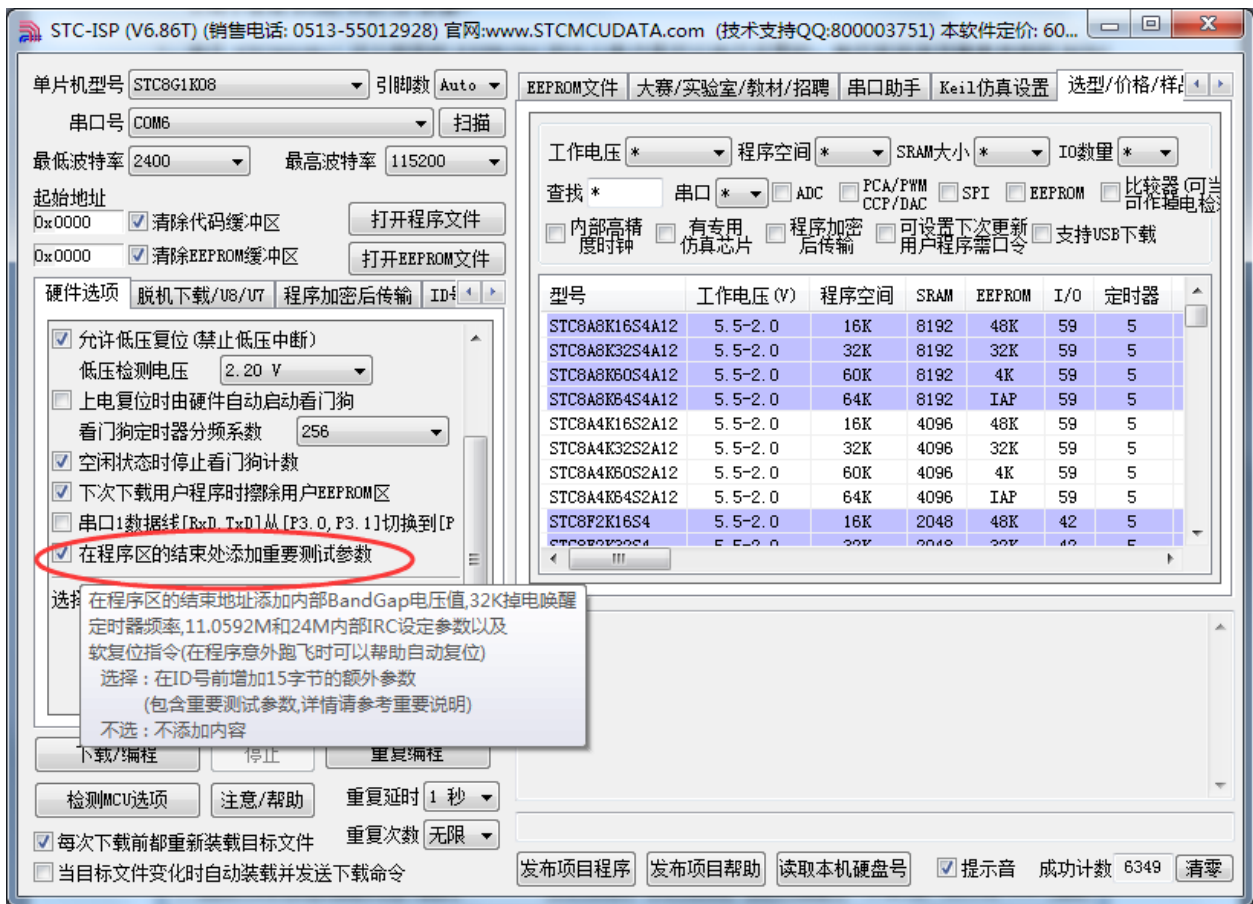 STC-ISP (V6.86T) (销售电话: 0513-55012928) 官网:www.STCMCUDATA.com (技术支持QQ:800003751) 本软件定价: 60...
单片机型号 STC8G1K08 引脚数 Auto
串口号 COM6 扫描
最低波特率 2400 最高波特率 115200
起始地址
0x0000 清除代码缓冲区 打开程序文件
0x0000 清除EEPROM缓冲区 打开EEPROM文件
硬件选项 脱机下载/U8/U7 程序加密后传输
允许低压复位(禁止低压中断)
低压检测电压 2.20 V
上电复位时由硬件自动启动看门狗
看门狗定时器分频系数 256
空闲状态时停止看门狗计数
下次下载用户程序时擦除用户EEPROM区
串口1数据线[RxD,TxD]从[P3.0,P3.1]切换到[P
在程序区的结束处添加重要测试参数
在程序区的结束地址添加内部BandGap电压值,32K掉电唤醒
定时器频率,11.0592M和24M内部IRC设定参数以及
软复位指令(在程序意外跑飞时可以帮助自动复位)
选择 : 在ID号前增加15字节的额外参数
(包含重要测试参数,详情请参考重要说明)
不选 : 不添加内容
下载/编程 停止 重复编程
检测MCU选项 注意/帮助 重复延时 1 秒
每次下载前都重新装载目标文件 重复次数 无限
当目标文件变化时自动装载并发送下载命令
EEPROM文件 大赛/实验室/教材/招聘 串口助手 Keil仿真设置 选型/价格/样
工作电压 * 程序空间 * SRAM大小 * IO数量 *
查找 * 串口 * ADC PCA/PWM CCP/DAC SPI EEPROM 比较器(可当 可作掉电检
内部高精度时钟 有专用仿真芯片 程序加密后传输 可设置下次更新用户程序需口令 支持USB下载
型号 工作电压(V) 程序空间 SRAM EEPROM I/O 定时器
STC8A8K16S4A12 5.5-2.0 16K 8192 48K 59 5
STC8A8K32S4A12 5.5-2.0 32K 8192 32K 59 5
STC8A8K60S4A12 5.5-2.0 60K 8192 4K 59 5
STC8A8K64S4A12 5.5-2.0 64K 8192 IAP 59 5
STC8A4K16S2A12 5.5-2.0 16K 4096 48K 59 5
STC8A4K32S2A12 5.5-2.0 32K 4096 32K 59 5
STC8A4K60S2A12 5.5-2.0 60K 4096 4K 59 5
STC8A4K64S2A12 5.5-2.0 64K 4096 IAP 59 5
STC8F2K16S4 5.5-2.0 16K 2048 48K 42 5
STC8F2K32S4 5.5-2.0 32K 2048 32K 42 5
发布项目程序 发布项目帮助 读取本机硬盘号 提示音 成功计数 6349 清零